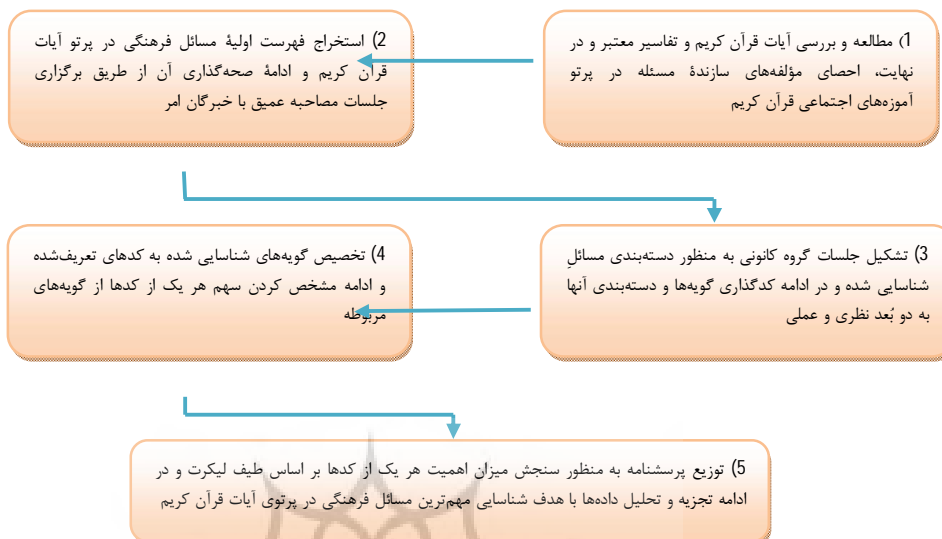 1) مطالعه و بررسی آیات قرآن کریم و تفاسیر معتبر و در
نهایت، احصای مؤلفه‌های سازندهٔ مسئله در پرتو
آموزه‌های اجتماعی قرآن کریم
2) استخراج فهرست اولیهٔ مسائل فرهنگی در پرتو آیات
قرآن کریم و ادامهٔ صحه‌گذاری آن از طریق برگزاری
جلسات مصاحبه عمیق با خبرگان امر
3) تشکیل جلسات گروه کانونی به منظور دسته‌بندی مسائلِ
شناسایی شده و در ادامه کدگذاری گویه‌ها و دسته‌بندی آنها
به دو بُعد نظری و عملی
4) تخصیص گویه‌های شناسایی شده به کدهای تعریف‌شده
و ادامه مشخص کردن سهم هر یک از کدها از گویه‌های
مربوطه
5) توزیع پرسشنامه به منظور سنجش میزان اهمیت هر یک از کدها بر اساس طیف لیکرت و در
ادامه تجزیه و تحلیل داده‌ها با هدف شناسایی مهم‌ترین مسائل فرهنگی در پرتوی آیات قرآن کریم